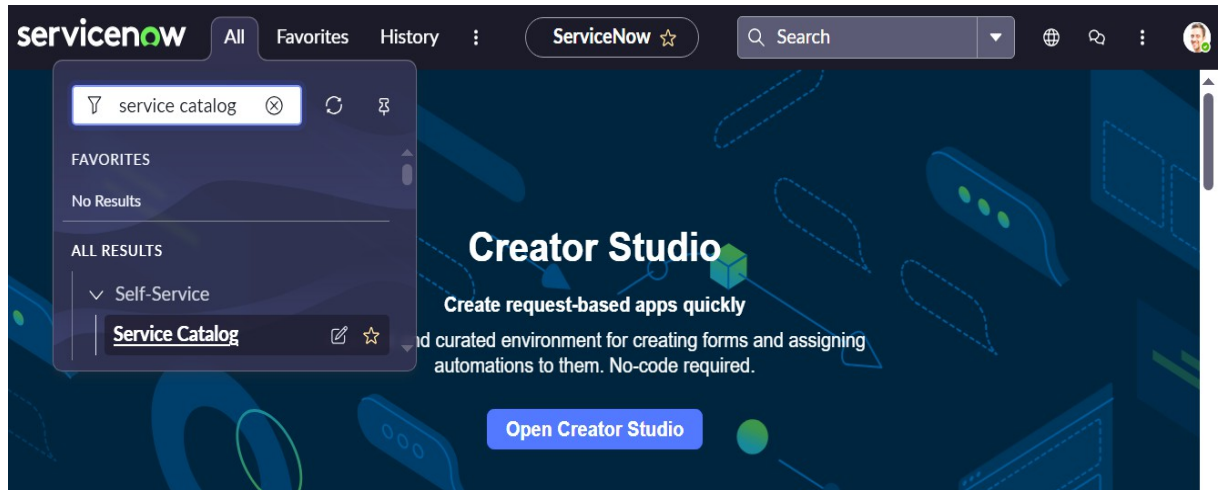 servicenow All Favorites History ServiceNow Search
service catalog
FAVORITES
No Results
ALL RESULTS
Self-Service
Service Catalog
Creator Studio
Create request-based apps quickly
nd curated environment for creating forms and assigning
automations to them. No-code required.
Open Creator Studio